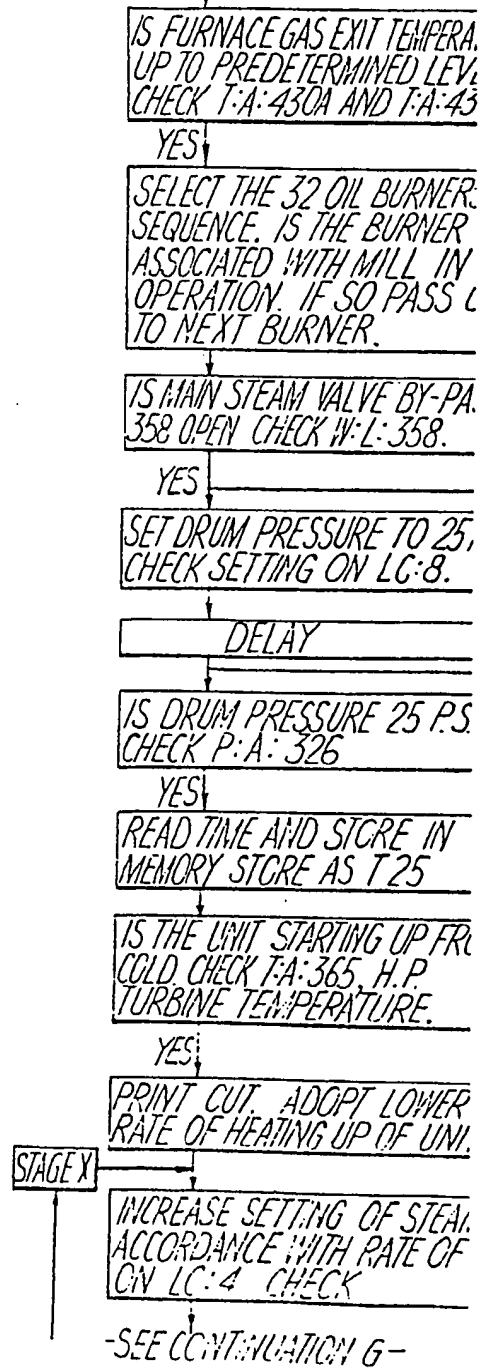 IS FURNACE GAS EXIT TEMPERA
UP TO PREDETERMINED LEVE
CHECK T:A:430A AND T:A:43
YES
SELECT THE 32 OIL BURNERS
SEQUENCE. IS THE BURNER
ASSOCIATED WITH MILL IN
OPERATION. IF SO PASS
TO NEXT BURNER.
IS MAIN STEAM VALVE BY-PA
358 OPEN CHECK W:L:358.
YES
SET DRUM PRESSURE TO 25
CHECK SETTING ON LC:8.
DELAY
IS DRUM PRESSURE 25 P.S.
CHECK P:A:326
YES
READ TIME AND STORE IN
MEMORY STORE AS T25
IS THE UNIT STARTING UP FRO
COLD. CHECK T:A:365, H.P.
TURBINE TEMPERATURE.
YES
PRINT OUT. ADOPT LOWER
RATE OF HEATING UP OF UNI
STAGE X
INCREASE SETTING OF STEAM
ACCORDANCE WITH RATE OF
ON LC:4 CHECK
-SEE CONTINUATION G-